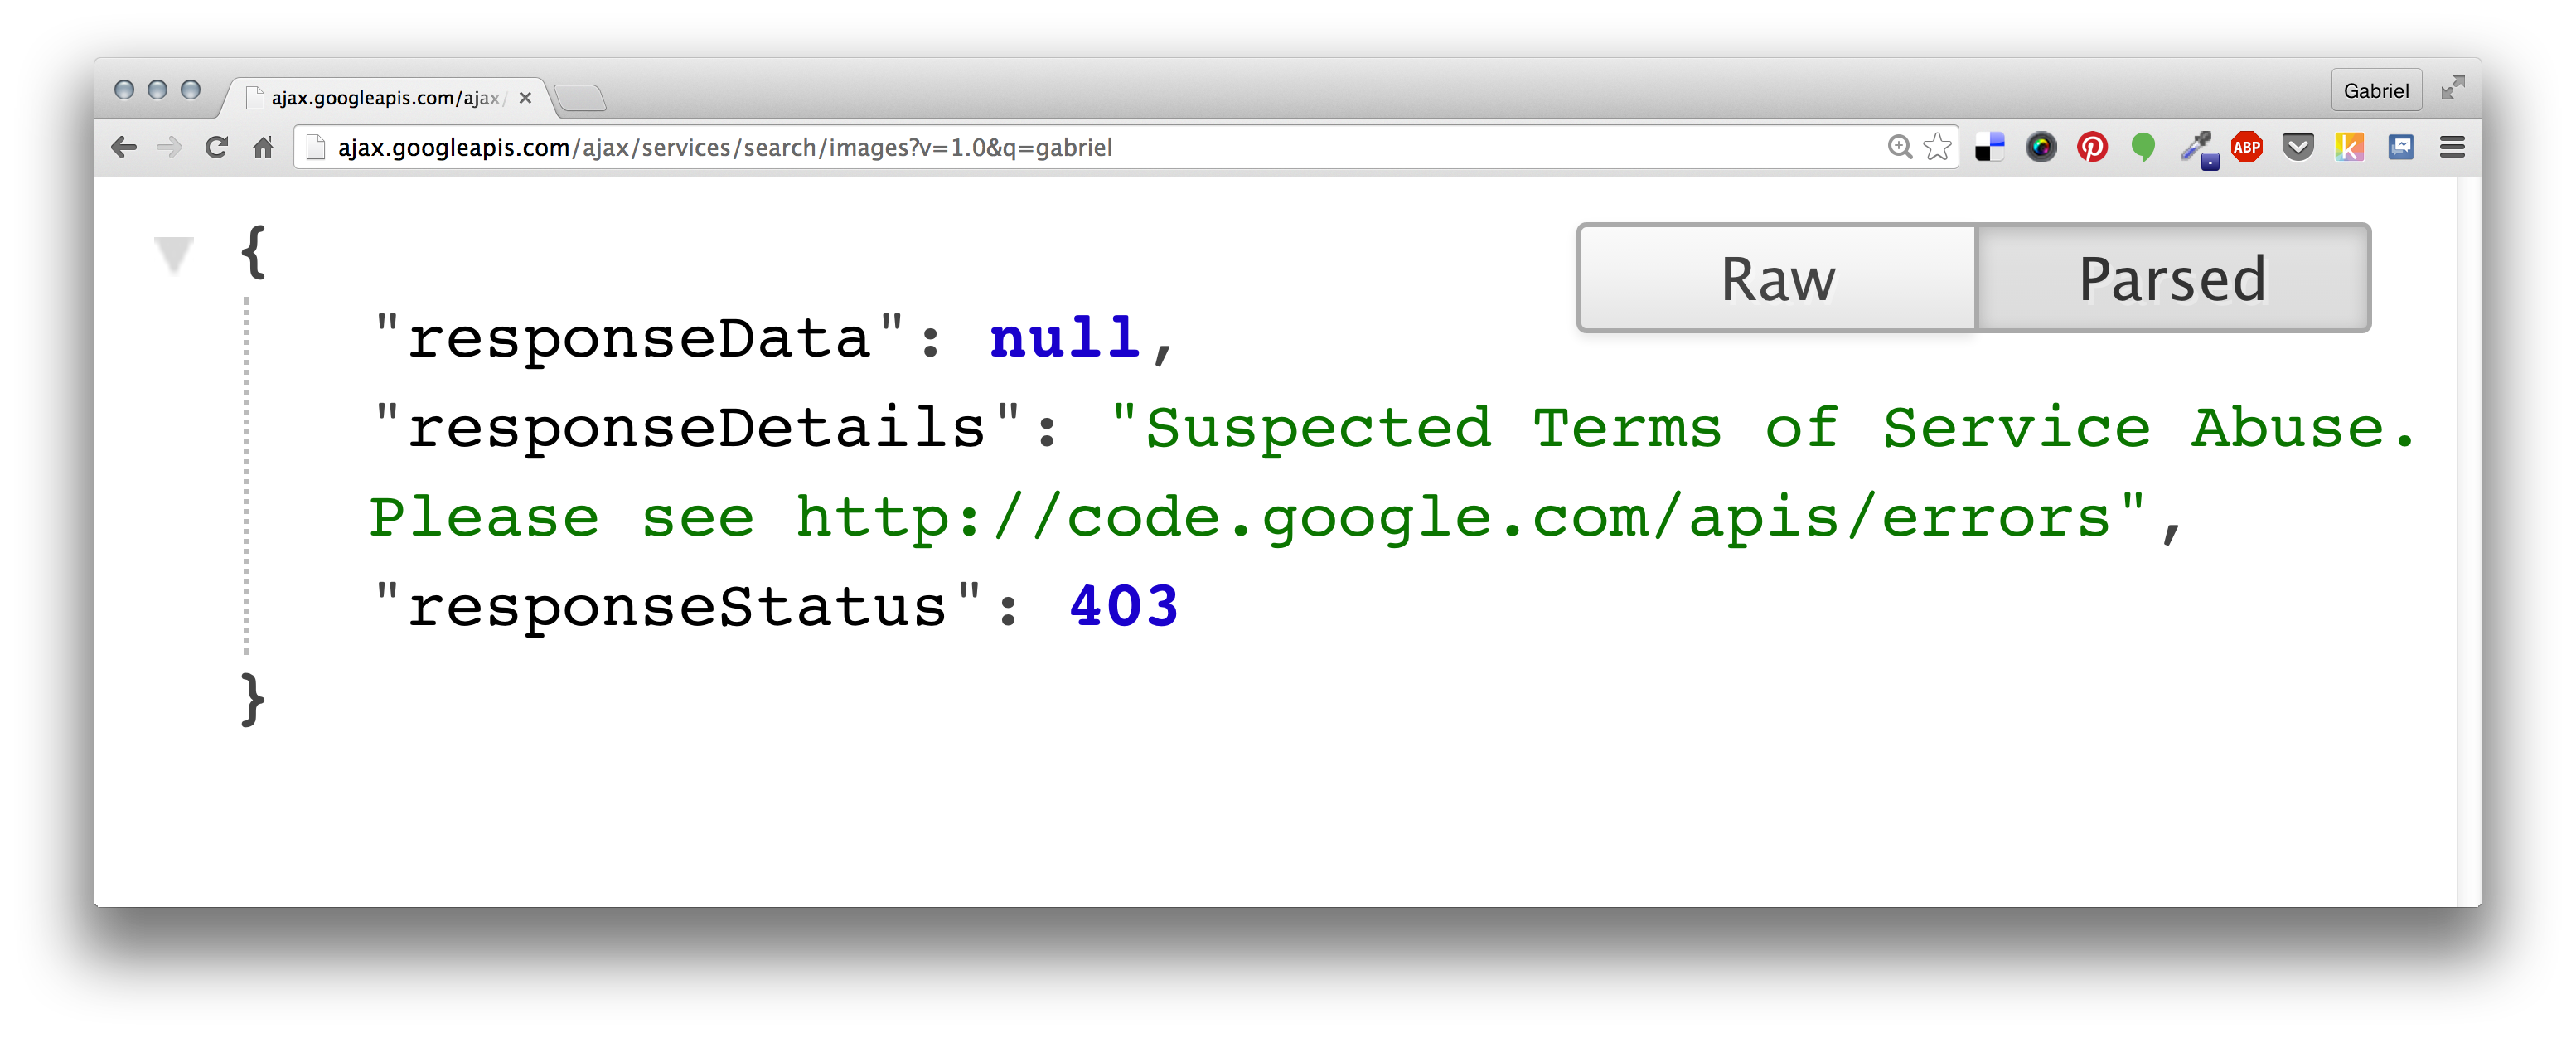 ajax.googleapis.com/ajax/
Gabriel
ajax.googleapis.com/ajax/services/search/images?v=1.0&q=gabriel
ABP
k
Raw
Parsed
{
"responseData": null,
"responseDetails": "Suspected Terms of Service Abuse.
Please see http://code.google.com/apis/errors",
"responseStatus": 403
}